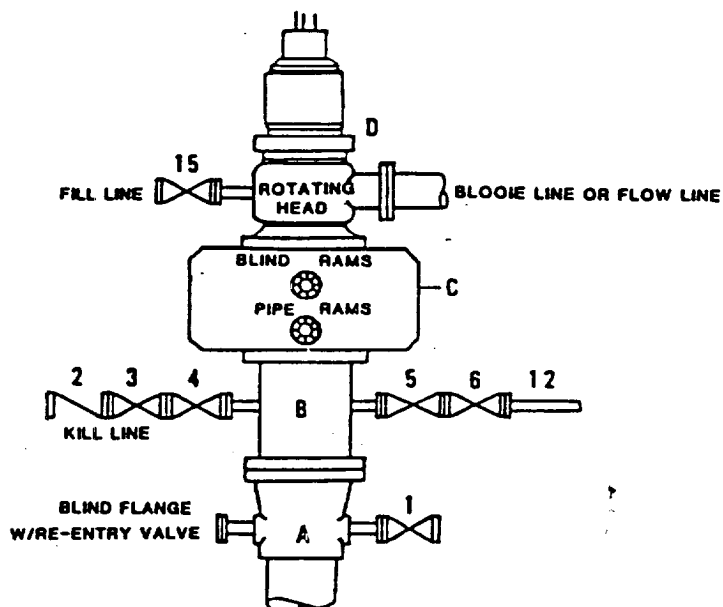 D
15
FILL LINE
ROTATING HEAD
BLOOIE LINE OR FLOW LINE
BLIND RAMS
C
PIPE RAMS
2 3 4
5 6 12
B
KILL LINE
BLIND FLANGE
W/RE-ENTRY VALVE
A
1